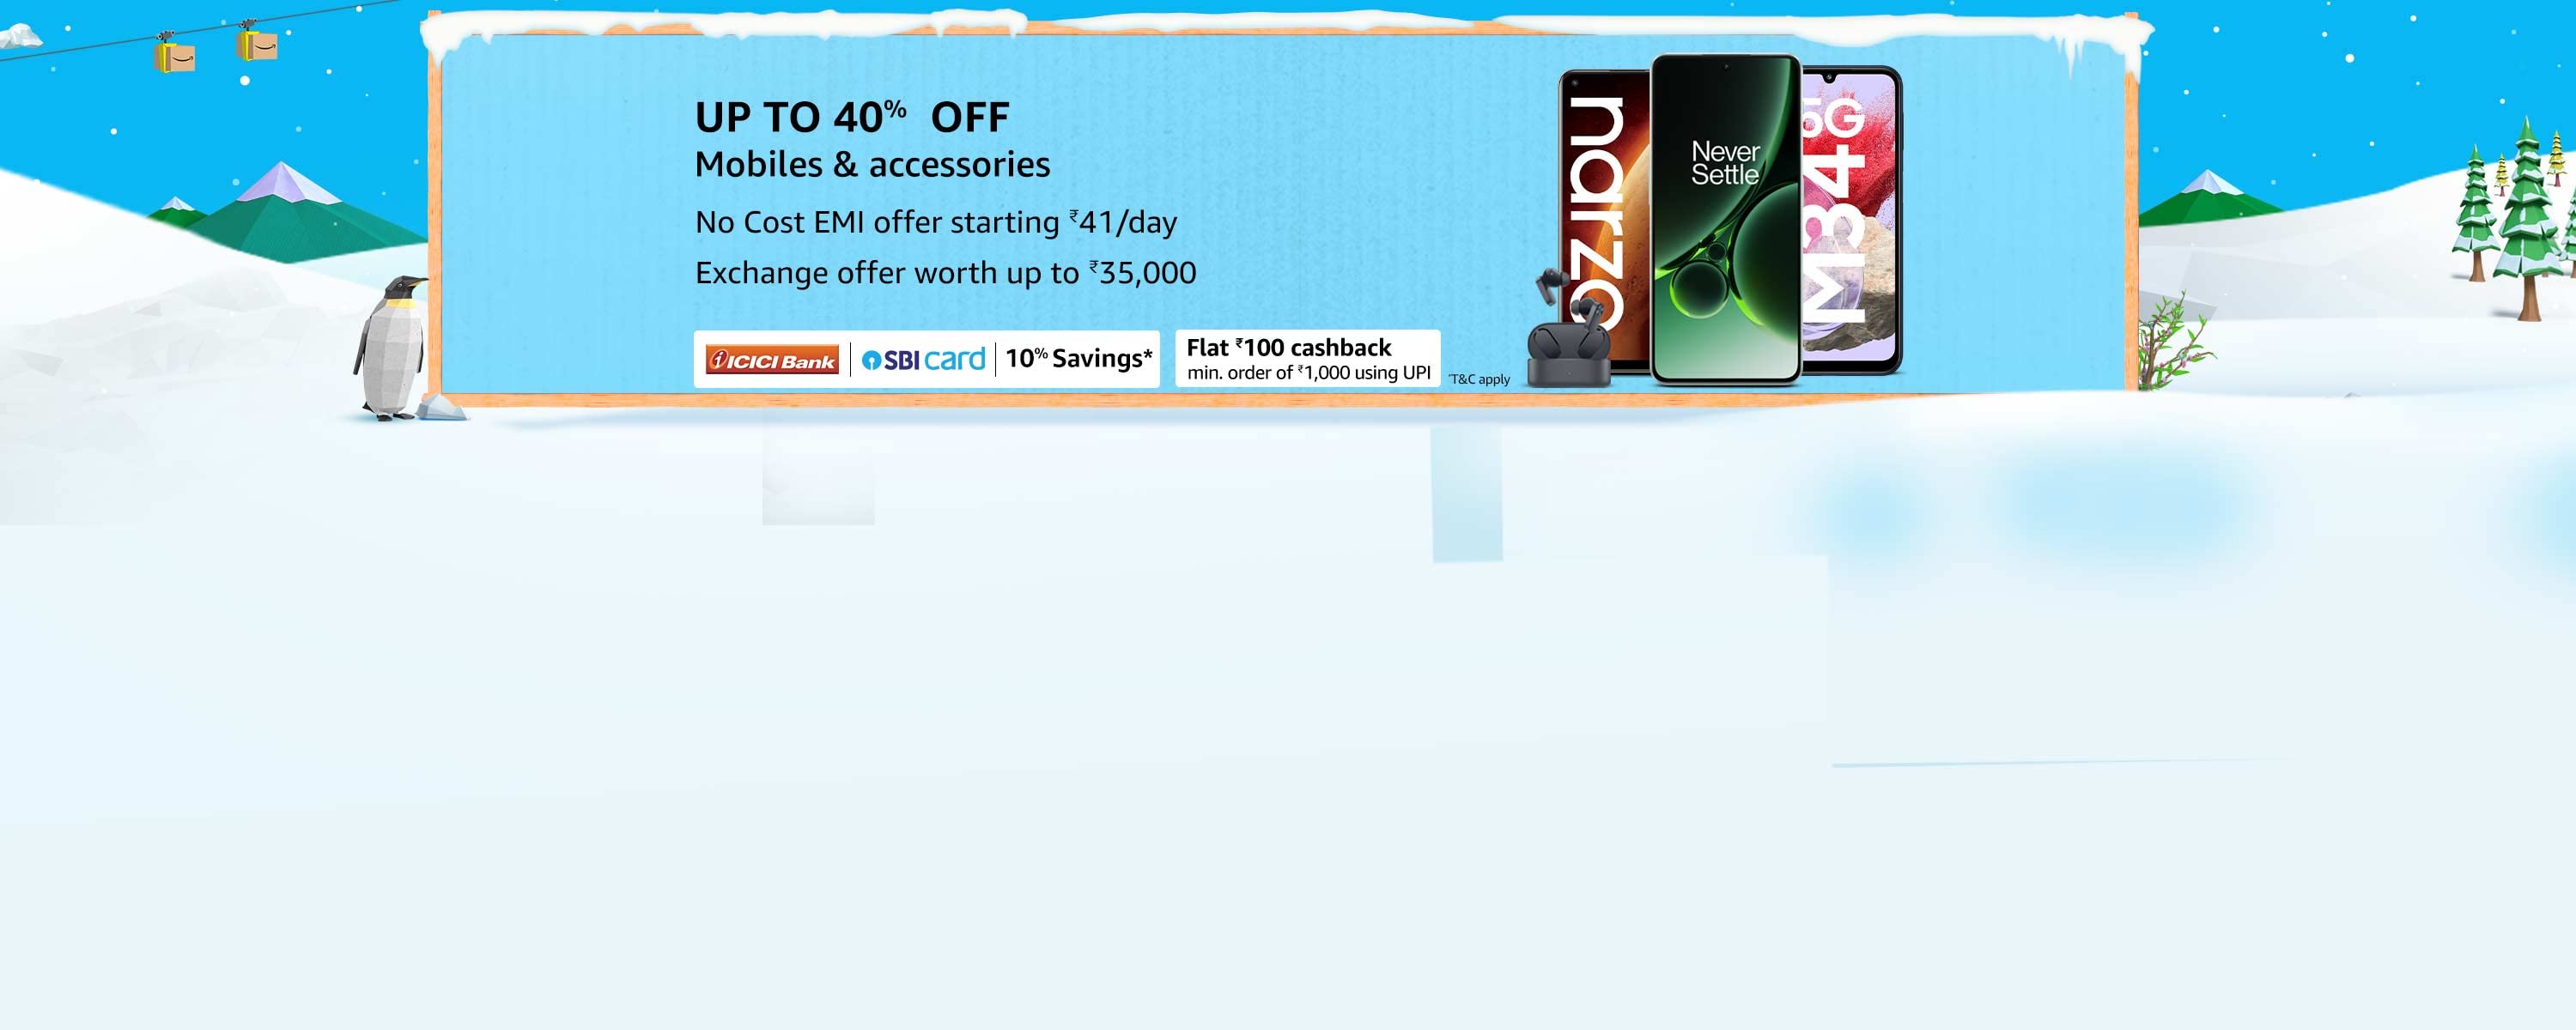 UP TO 40% OFF
Mobiles & accessories
No Cost EMI offer starting ₹41/day
Exchange offer worth up to ₹35,000
ICICI Bank SBI card 10% Savings*
Flat ₹100 cashback
min. order of ₹1,000 using UPI
*T&C apply
narzo
Never
Settle
M34 5G